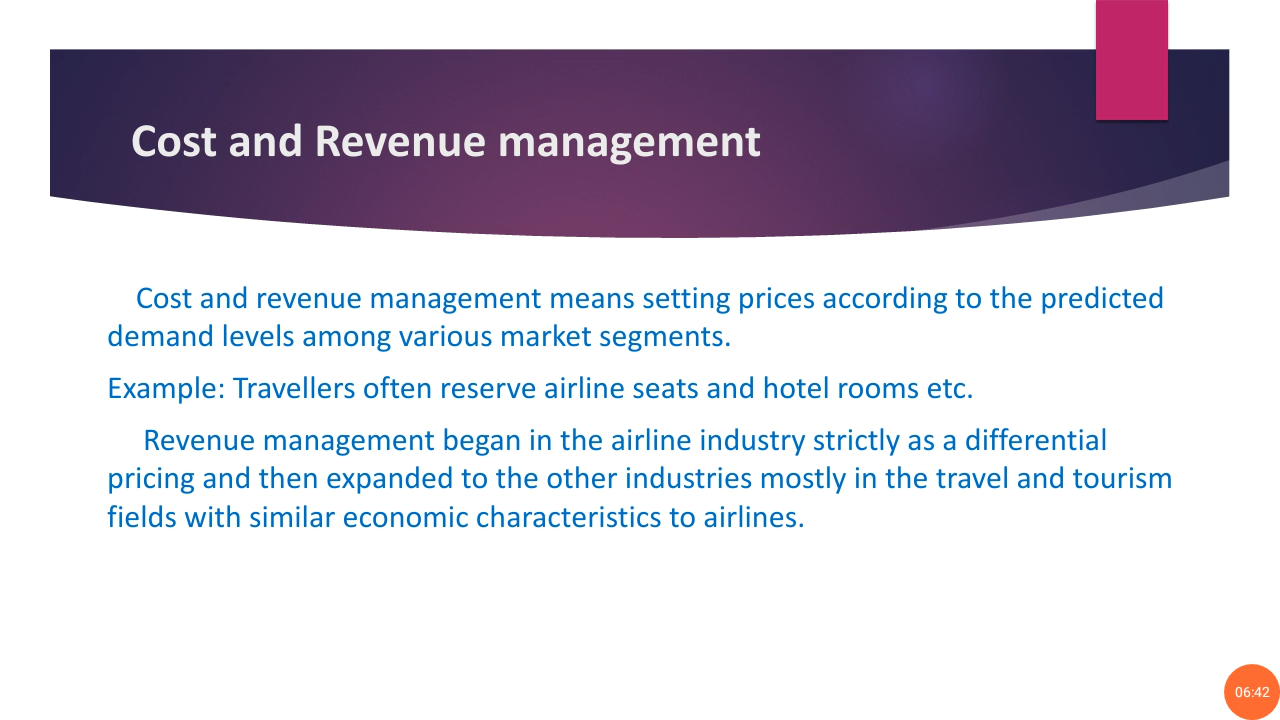 Cost and Revenue management
Cost and revenue management means setting prices according to the predicted
demand levels among various market segments.
Example: Travellers often reserve airline seats and hotel rooms etc.
Revenue management began in the airline industry strictly as a differential
pricing and then expanded to the other industries mostly in the travel and tourism
fields with similar economic characteristics to airlines.
06:42